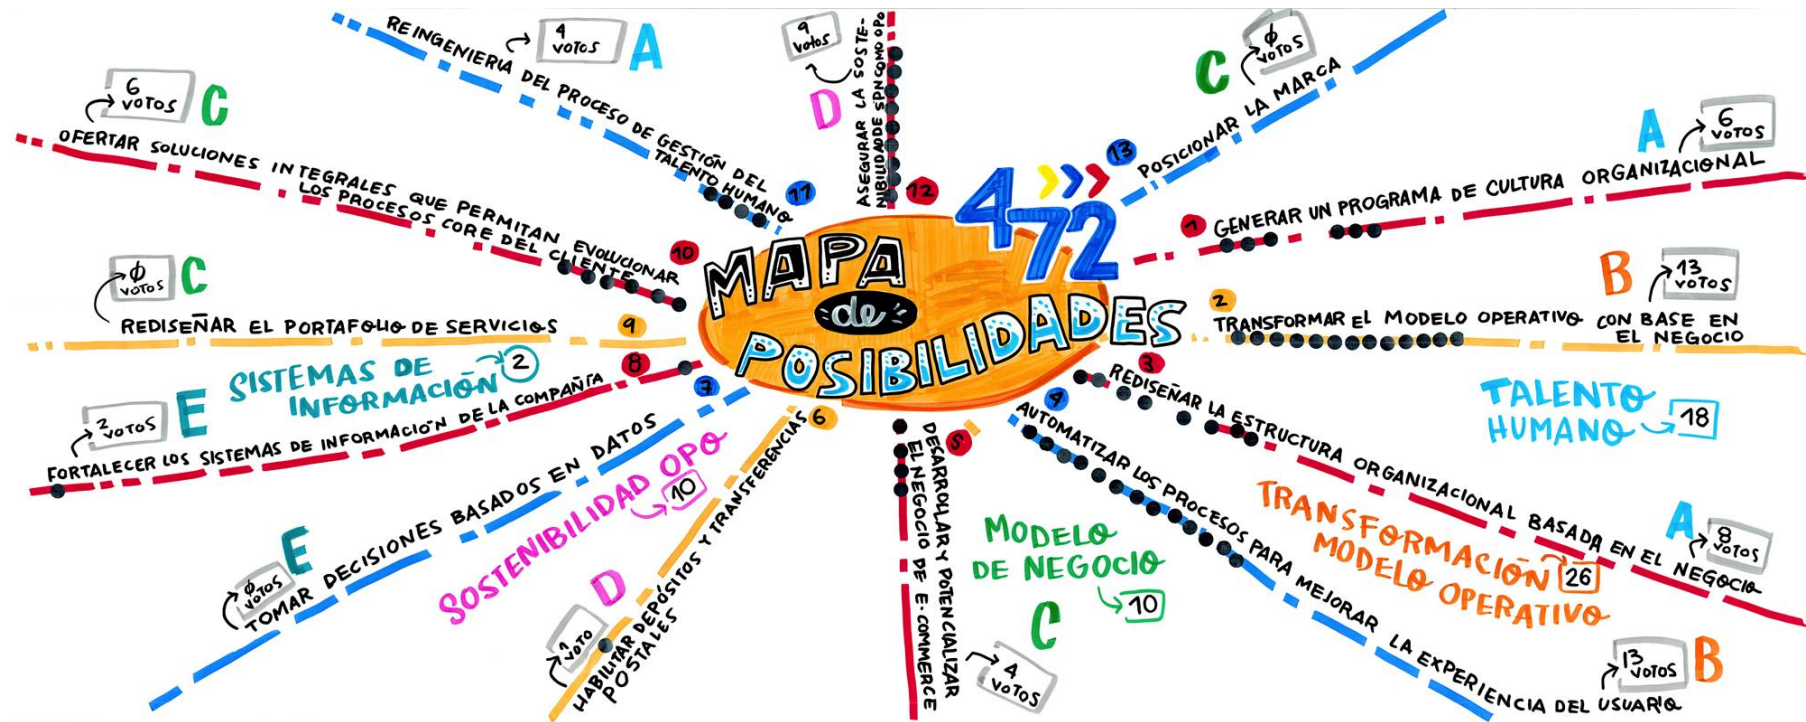 MAPA
de
POSIBILIDADES
472
1
GENERAR UN PROGRAMA DE CULTURA ORGANIZACIONAL
A
6
VOTOS
2
TRANSFORMAR EL MODELO OPERATIVO CON BASE EN
EL NEGOCIO
B
13
VOTOS
3
REDISEÑAR LA ESTRUCTURA ORGANIZACIONAL BASADA EN EL NEGOCIO
A
8
VOTOS
TALENTO
HUMANO
18
4
AUTOMATIZAR LOS PROCESOS PARA MEJORAR LA EXPERIENCIA DEL USUARIO
B
13
VOTOS
TRANSFORMACIÓN
MODELO OPERATIVO
26
5
DESARROLLAR Y POTENCIALIZAR
EL NEGOCIO DE E-COMMERCE
C
4
VOTOS
MODELO
DE NEGOCIO
10
6
HABILITAR DEPÓSITOS Y TRANSFERENCIAS
POSTALES
D
1
VOTO
SOSTENIBILIDAD OPO
10
7
TOMAR DECISIONES BASADOS EN DATOS
E
ϕ
VOTOS
8
FORTALECER LOS SISTEMAS DE INFORMACIÓN DE LA COMPAÑÍA
E
2
VOTOS
SISTEMAS DE
INFORMACIÓN
2
9
REDISEÑAR EL PORTAFOLIO DE SERVICIOS
C
ϕ
VOTOS
10
OFERTAR SOLUCIONES INTEGRALES QUE PERMITAN EVOLUCIONAR
LOS PROCESOS CORE DEL CLIENTE
C
6
VOTOS
11
REINGENIERIA DEL PROCESO DE GESTIÓN DEL
TALENTO HUMANO
A
4
VOTOS
12
ASEGURAR LA SOSTE-
NIBILIDAD DE SPN COMO OPO
D
9
VOTOS
13
POSICIONAR LA MARCA
C
ϕ
VOTOS